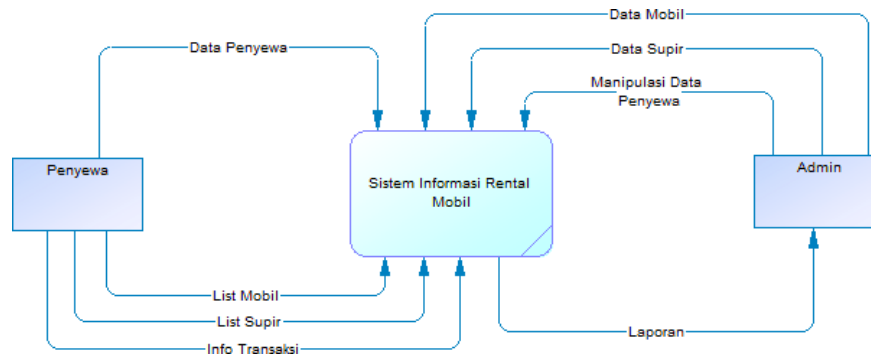 Data Mobil
Data Penyewa
Data Supir
Manipulasi Data
Penyewa
Penyewa
Sistem Informasi Rental
Mobil
Admin
List Mobil
List Supir
Laporan
Info Transaksi